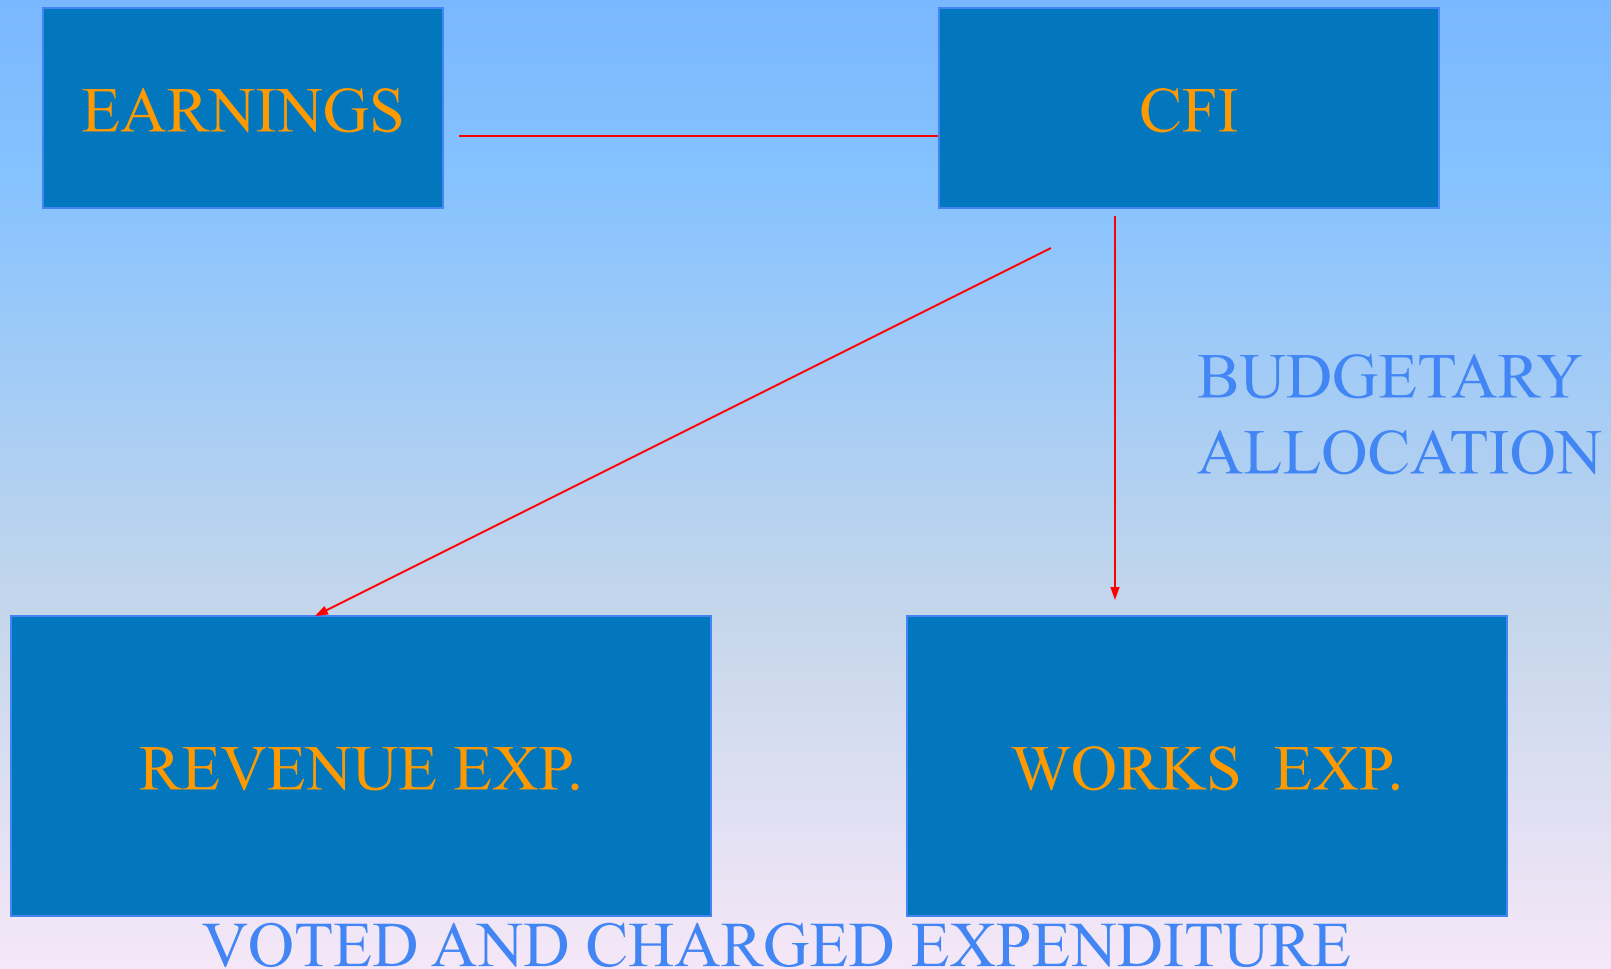 EARNINGS
CFI
BUDGETARY
ALLOCATION
REVENUE EXP.
WORKS  EXP.
VOTED AND CHARGED EXPENDITURE